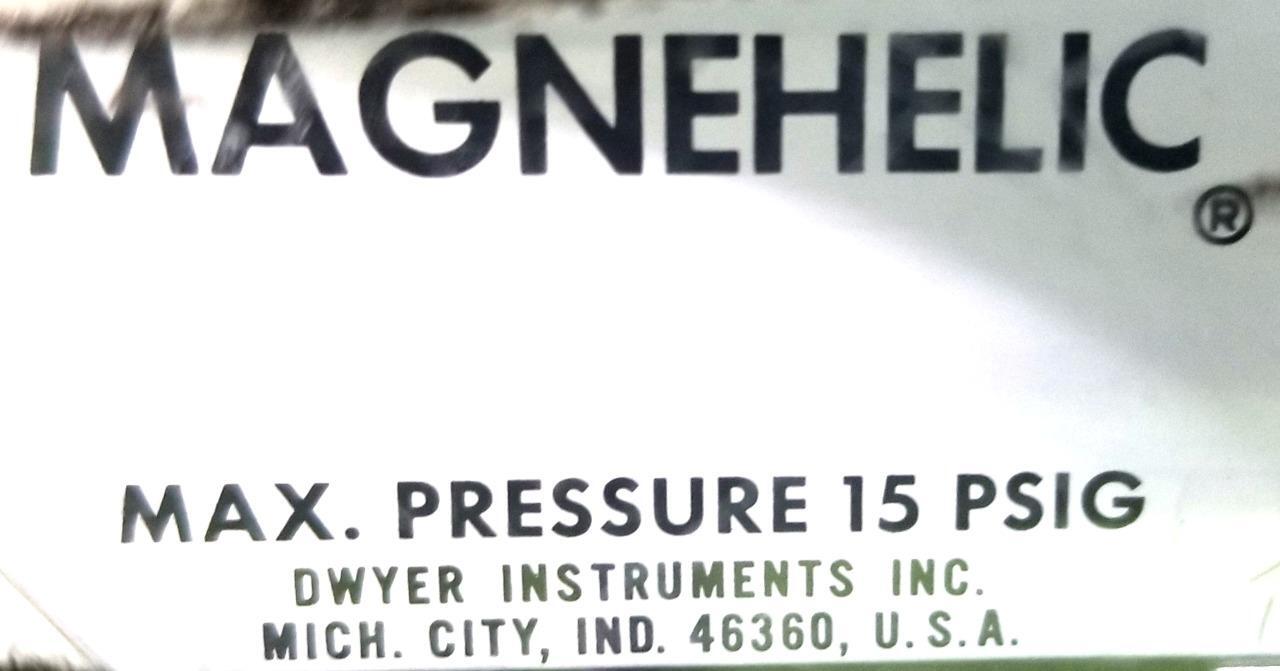 MAGNEHELIC
®
MAX. PRESSURE 15 PSIG
DWYER INSTRUMENTS INC.
MICH. CITY, IND. 46360, U.S.A.